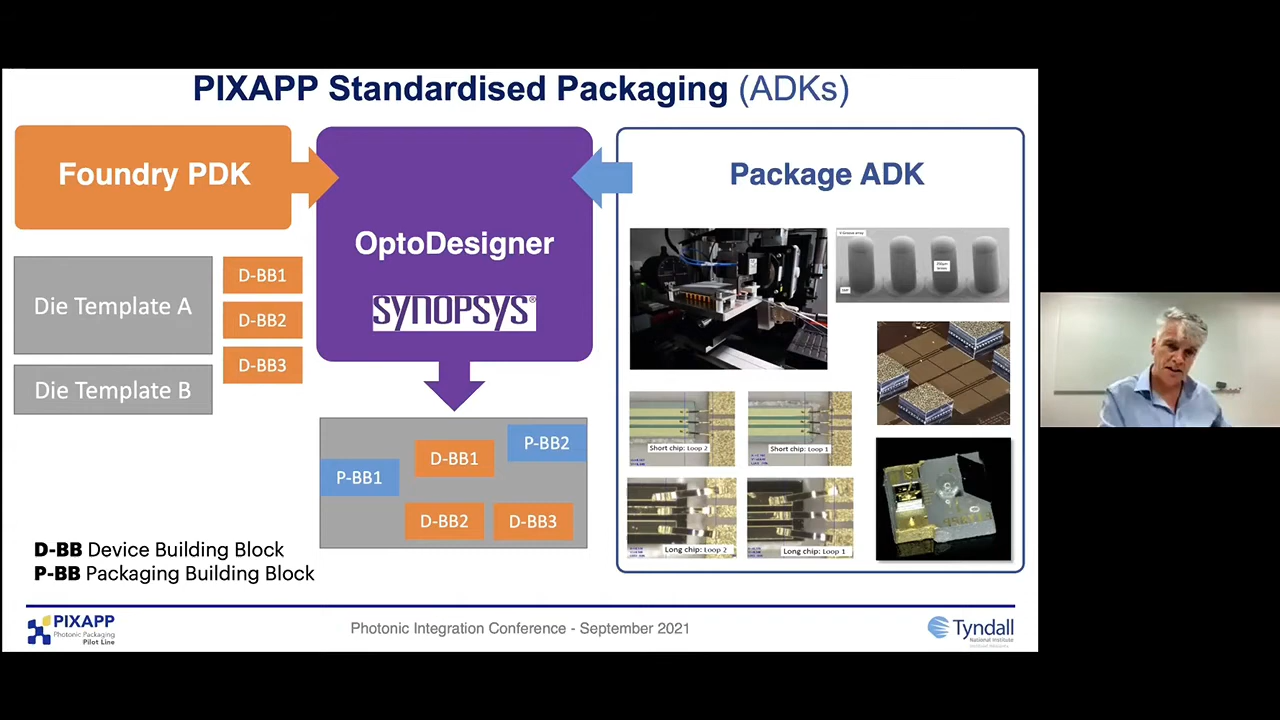 PIXAPP Standardised Packaging (ADKs)
Foundry PDK
Die Template A
Die Template B
D-BB1
D-BB2
D-BB3
OptoDesigner
SYNOPSYS®
P-BB1
D-BB1
P-BB2
D-BB2
D-BB3
Package ADK
Short chip: Loop 2
Short chip: Loop 1
Long chip: Loop 2
Long chip: Loop 1
D-BB Device Building Block
P-BB Packaging Building Block
PIXAPP
Photonic Packaging
Pilot Line
Photonic Integration Conference - September 2021
Tyndall
National Institute